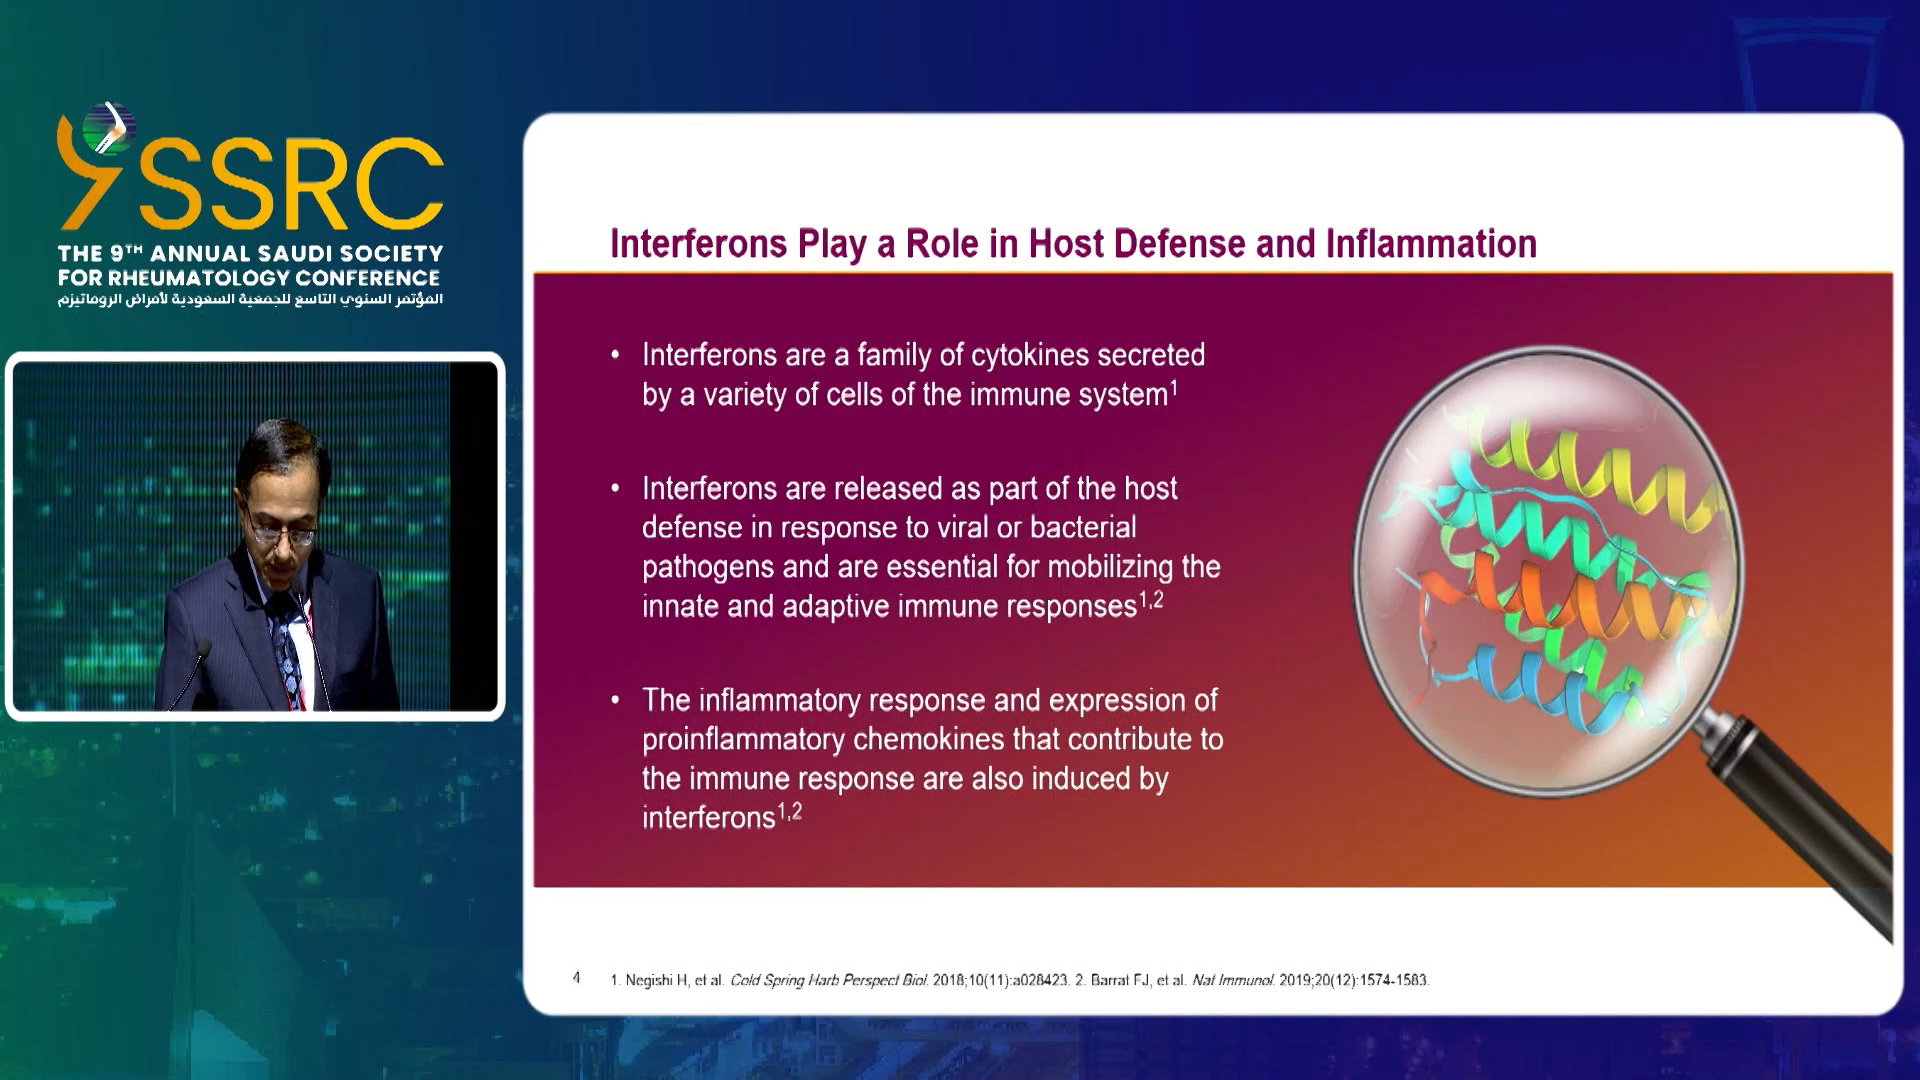 SSRC
THE 9TH ANNUAL SAUDI SOCIETY
FOR RHEUMATOLOGY CONFERENCE
المؤتمر السنوي التاسع للجمعية السعودية لأمراض الروماتيزم
Interferons Play a Role in Host Defense and Inflammation
• Interferons are a family of cytokines secreted
by a variety of cells of the immune system1
• Interferons are released as part of the host
defense in response to viral or bacterial
pathogens and are essential for mobilizing the
innate and adaptive immune responses1,2
• The inflammatory response and expression of
proinflammatory chemokines that contribute to
the immune response are also induced by
interferons1,2
4 1. Negishi H, et al. Cold Spring Harb Perspect Biol. 2018;10(11):a028423. 2. Barrat FJ, et al. Nat Immunol. 2019;20(12):1574-1583.